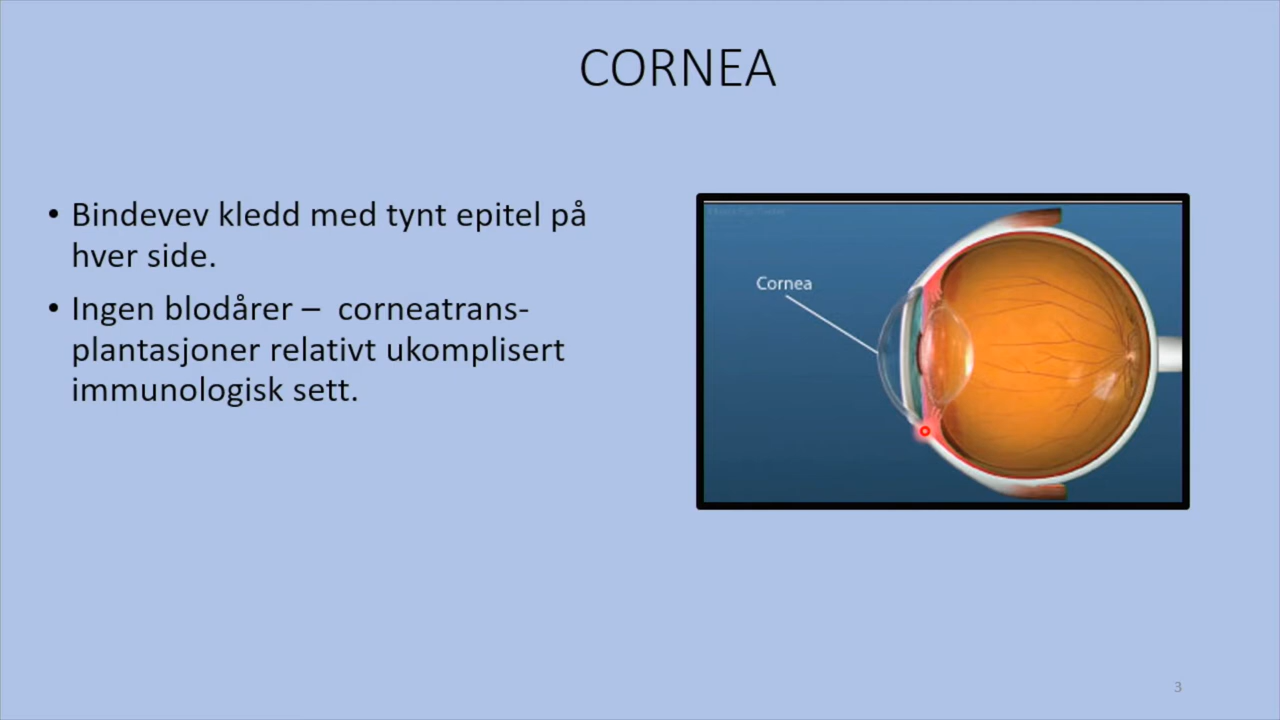 CORNEA
• Bindevev kledd med tynt epitel på
hver side.
• Ingen blodårer – corneatrans-
plantasjoner relativt ukomplisert
immunologisk sett.
Cornea
3